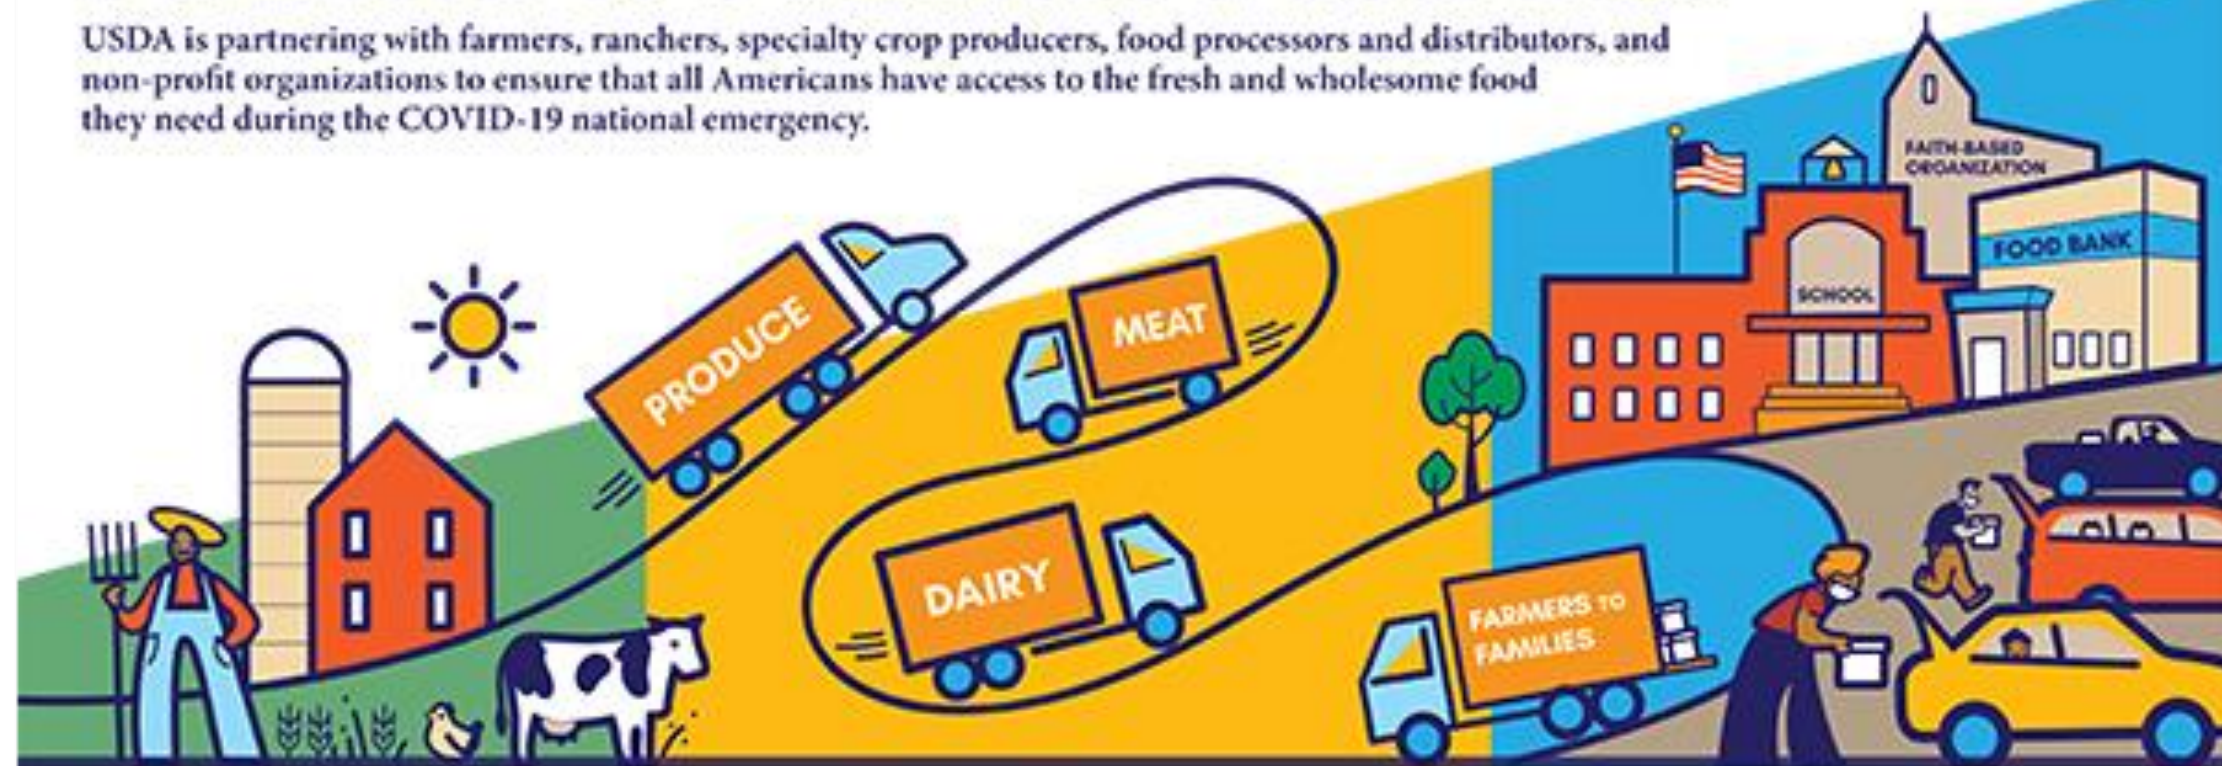 USDA is partnering with farmers, ranchers, specialty crop producers, food processors and distributors, and
non-profit organizations to ensure that all Americans have access to the fresh and wholesome food
they need during the COVID-19 national emergency.
FAITH-BASED
ORGANIZATION
FOOD BANK
SCHOOL
PRODUCE
MEAT
DAIRY
FARMERS TO
FAMILIES